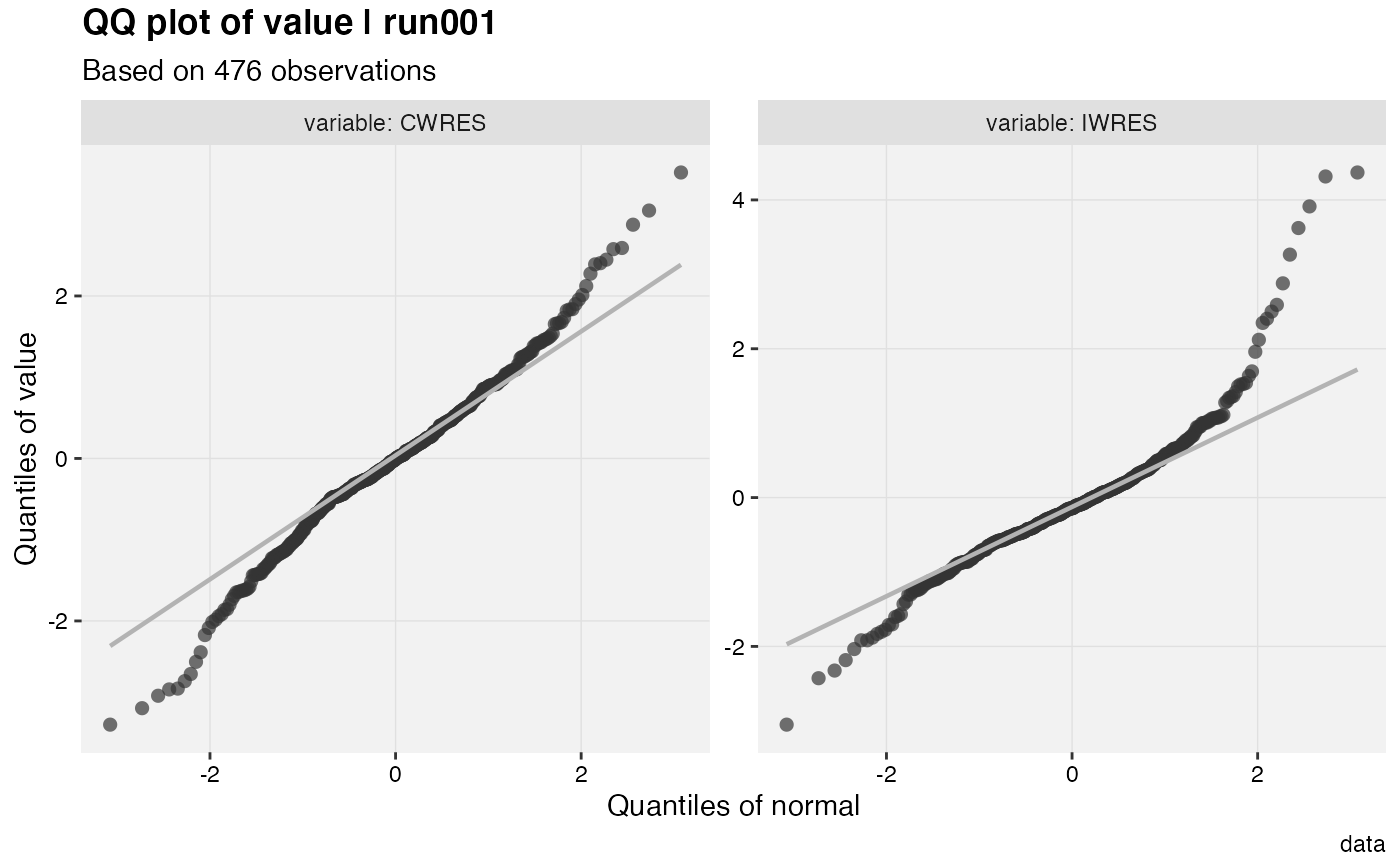 QQ plot of value | run001
Based on 476 observations
variable: CWRES
variable: IWRES
Quantiles of value
2
0
-2
4
2
0
-2
-2
0
2
-2
0
2
Quantiles of normal
data